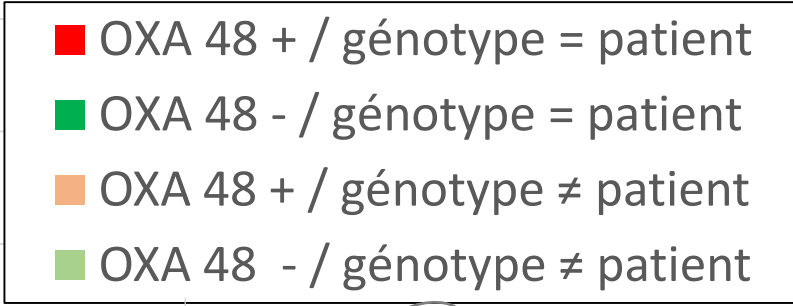 OXA 48 + / génotype = patient
OXA 48 - / génotype = patient
OXA 48 + / génotype ≠ patient
OXA 48  - / génotype ≠ patient